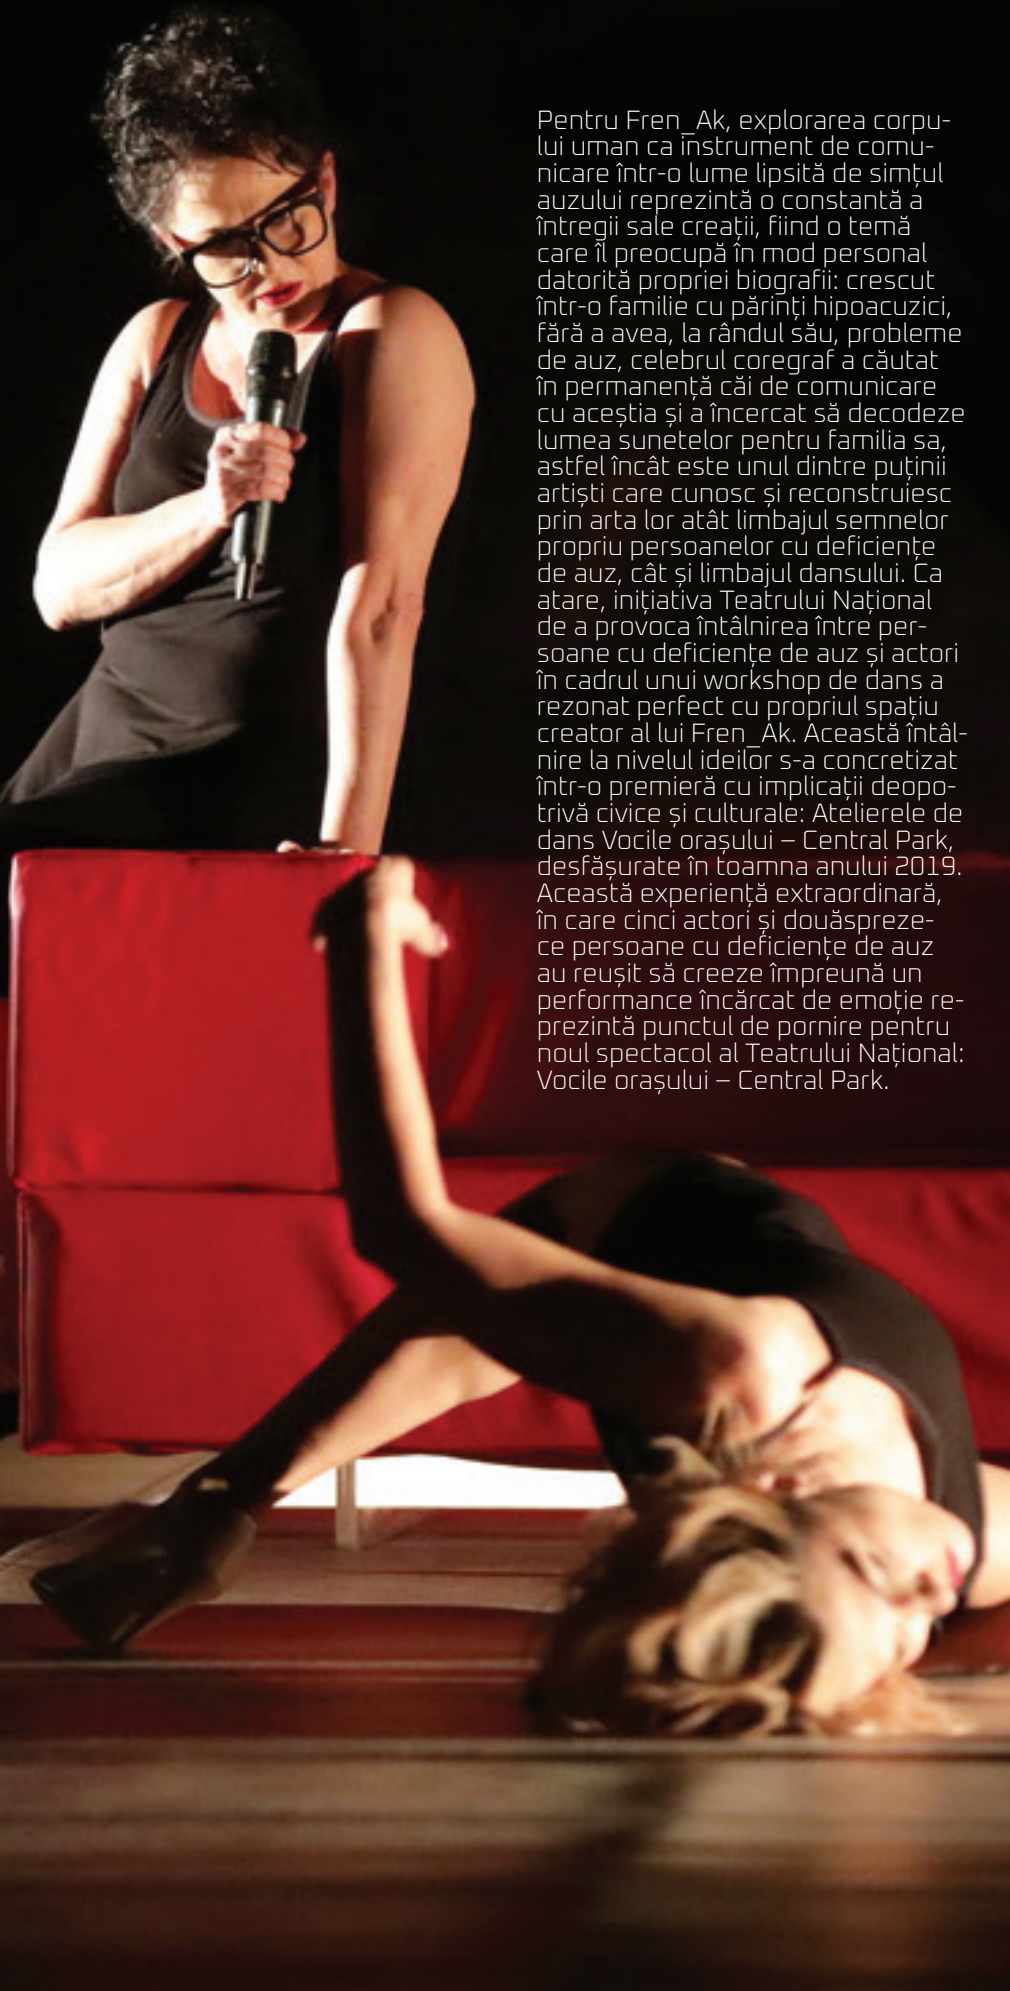 Pentru Fren_Ak, explorarea corpu-
lui uman ca instrument de comu-
nicare într-o lume lipsită de simțul
auzului reprezintă o constantă a
întregii sale creații, fiind o temă
care îl preocupă în mod personal
datorită propriei biografii: crescut
într-o familie cu părinți hipoacuzici,
fără a avea, la rândul său, probleme
de auz, celebrul coregraf a căutat
în permanență căi de comunicare
cu aceștia și a încercat să decodeze
lumea sunetelor pentru familia sa,
astfel încât este unul dintre puținii
artiști care cunosc și reconstruiesc
prin arta lor atât limbajul semnelor
propriu persoanelor cu deficiențe
de auz, cât și limbajul dansului. Ca
atare, inițiativa Teatrului Național
de a provoca întâlnirea între per-
soane cu deficiențe de auz și actori
în cadrul unui workshop de dans a
rezonat perfect cu propriul spațiu
creator al lui Fren_Ak. Această întâl-
nire la nivelul ideilor s-a concretizat
într-o premieră cu implicații deopo-
trivă civice și culturale: Atelierele de
dans Vocile orașului – Central Park,
desfășurate în toamna anului 2019.
Această experiență extraordinară,
în care cinci actori și douăspreze-
ce persoane cu deficiențe de auz
au reușit să creeze împreună un
performance încărcat de emoție re-
prezintă punctul de pornire pentru
noul spectacol al Teatrului Național:
Vocile orașului – Central Park.